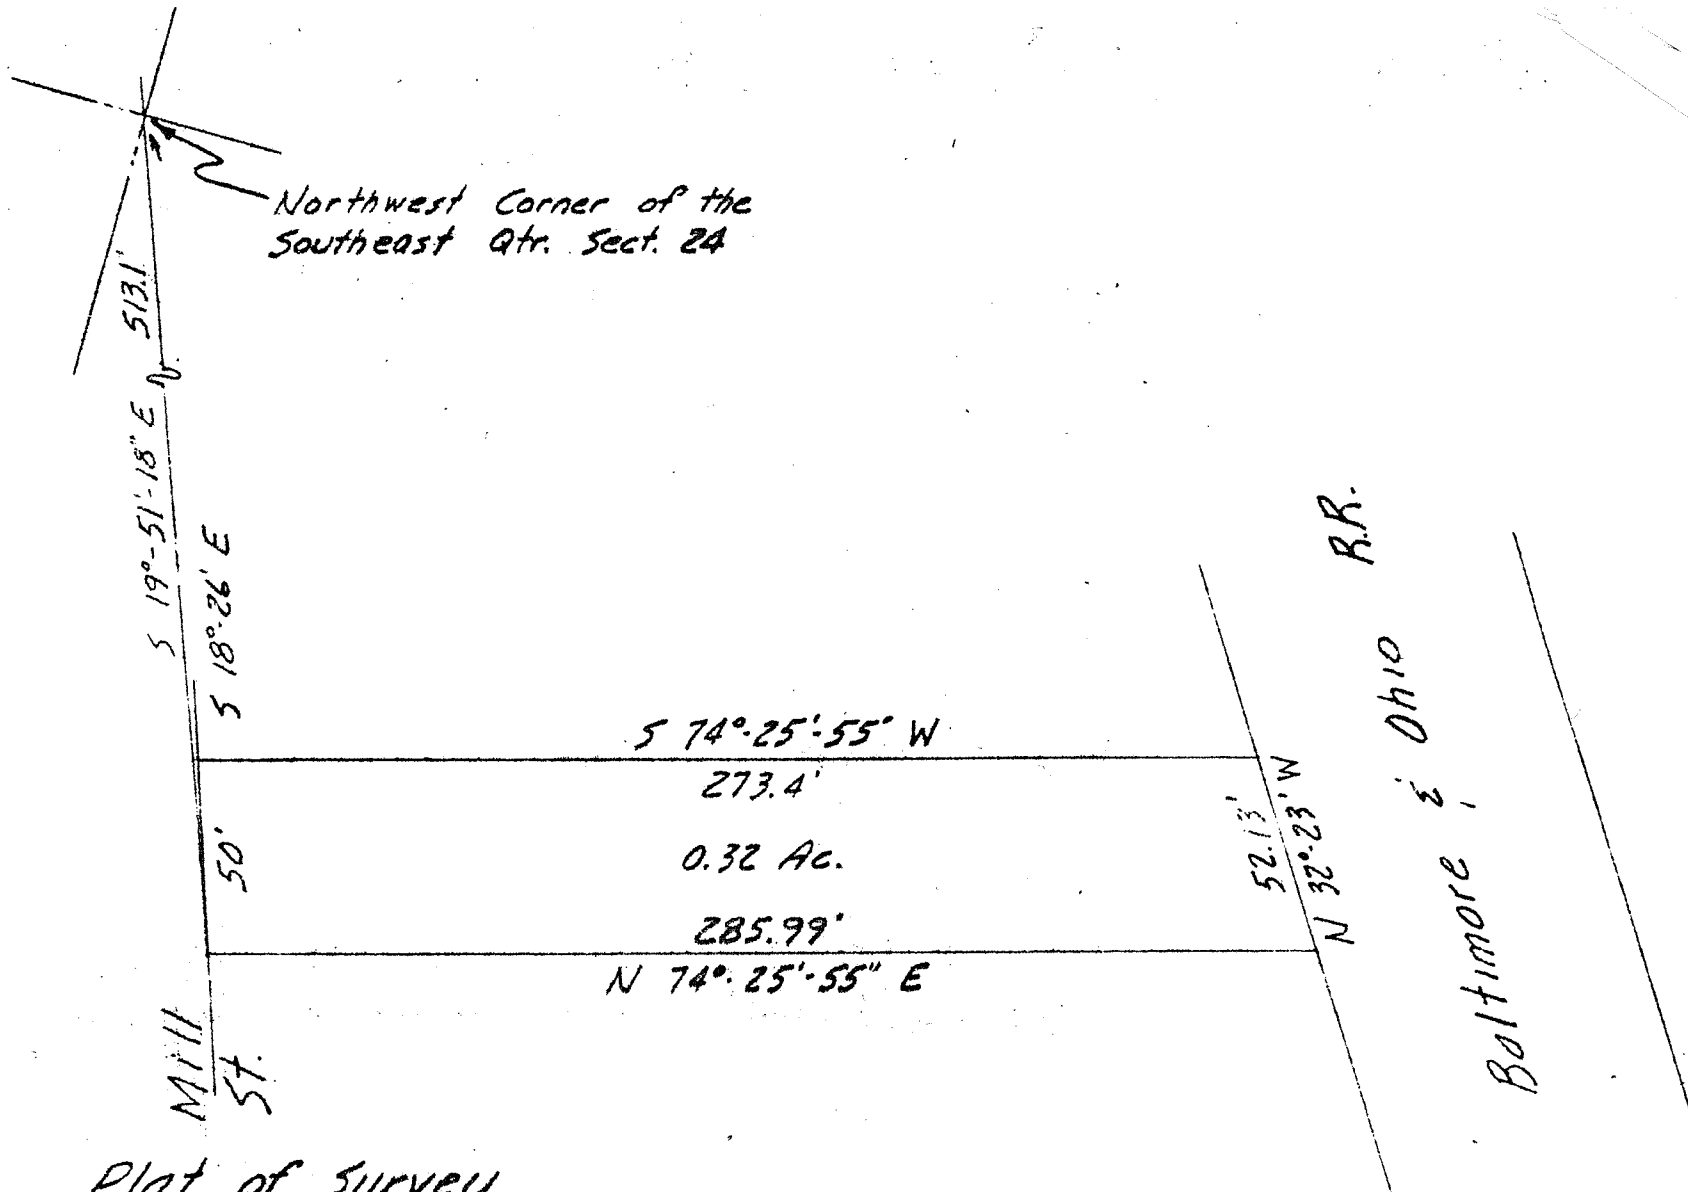 Northwest Corner of the
Southeast Qtr. Sect. 24
S 19°-51'-18" E 513.1'
S 18°-26' E
S 74°-25'-55" W
273.4'
50'
0.32 Ac.
52.13'
N 32°-23' W
285.99'
N 74°-25'-55" E
Baltimore & Ohio R.R.
Mill
St.
Plat of Survey